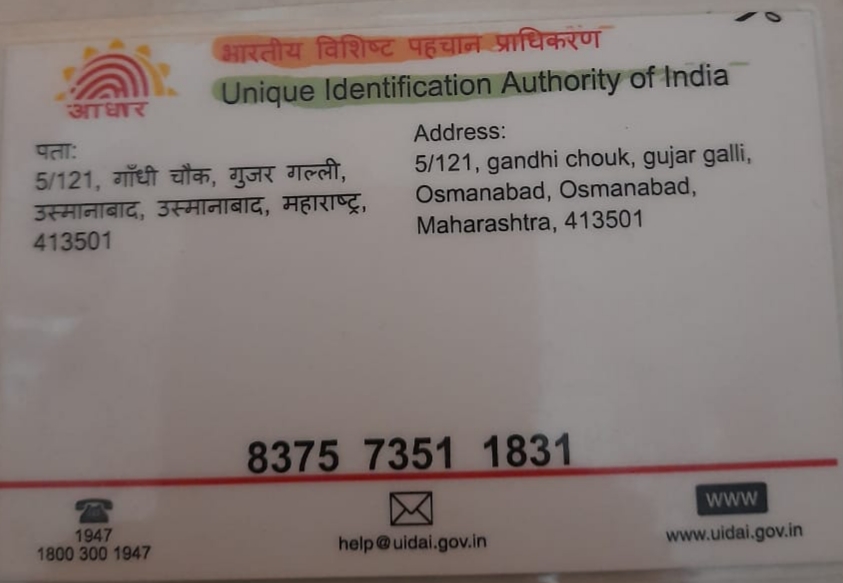 भारतीय विशिष्ट पहचान प्राधिकरण
Unique Identification Authority of India
आधार
पता:
5/121, गाँधी चौक, गुजर गल्ली,
उस्मानाबाद, उस्मानाबाद, महाराष्ट्र,
413501
Address:
5/121, gandhi chouk, gujar galli,
Osmanabad, Osmanabad,
Maharashtra, 413501
8375 7351 1831
1947
1800 300 1947
help@uidai.gov.in
www
www.uidai.gov.in